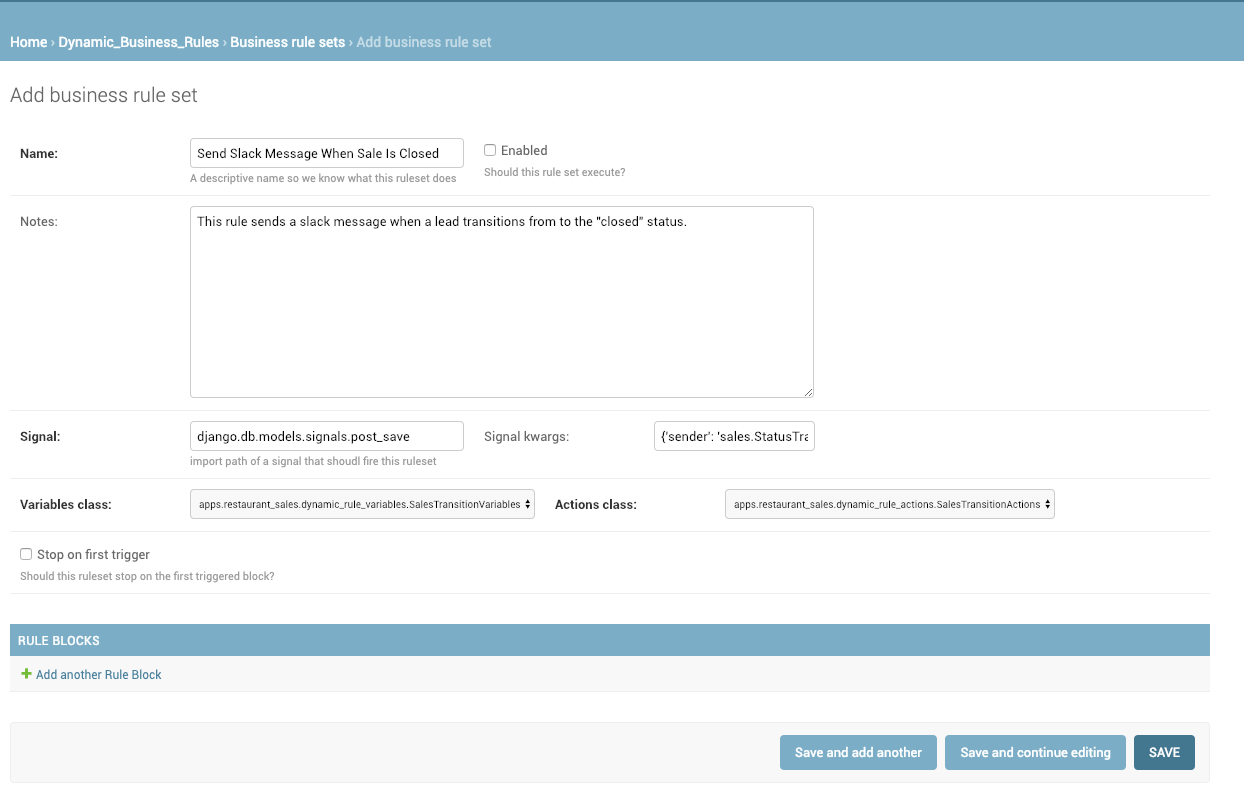 Home › Dynamic_Business_Rules › Business rule sets › Add business rule set
Add business rule set
Name:
Send Slack Message When Sale Is Closed
Enabled
A descriptive name so we know what this ruleset does
Should this rule set execute?
Notes:
This rule sends a slack message when a lead transitions from to the "closed" status.
Signal:
django.db.models.signals.post_save
Signal kwargs:
{'sender': 'sales.StatusTra
import path of a signal that shoudl fire this ruleset
Variables class:
apps.restaurant_sales.dynamic_rule_variables.SalesTransitionVariables
Actions class:
apps.restaurant_sales.dynamic_rule_actions.SalesTransitionActions
Stop on first trigger
Should this ruleset stop on the first triggered block?
RULE BLOCKS
Add another Rule Block
Save and add another
Save and continue editing
SAVE